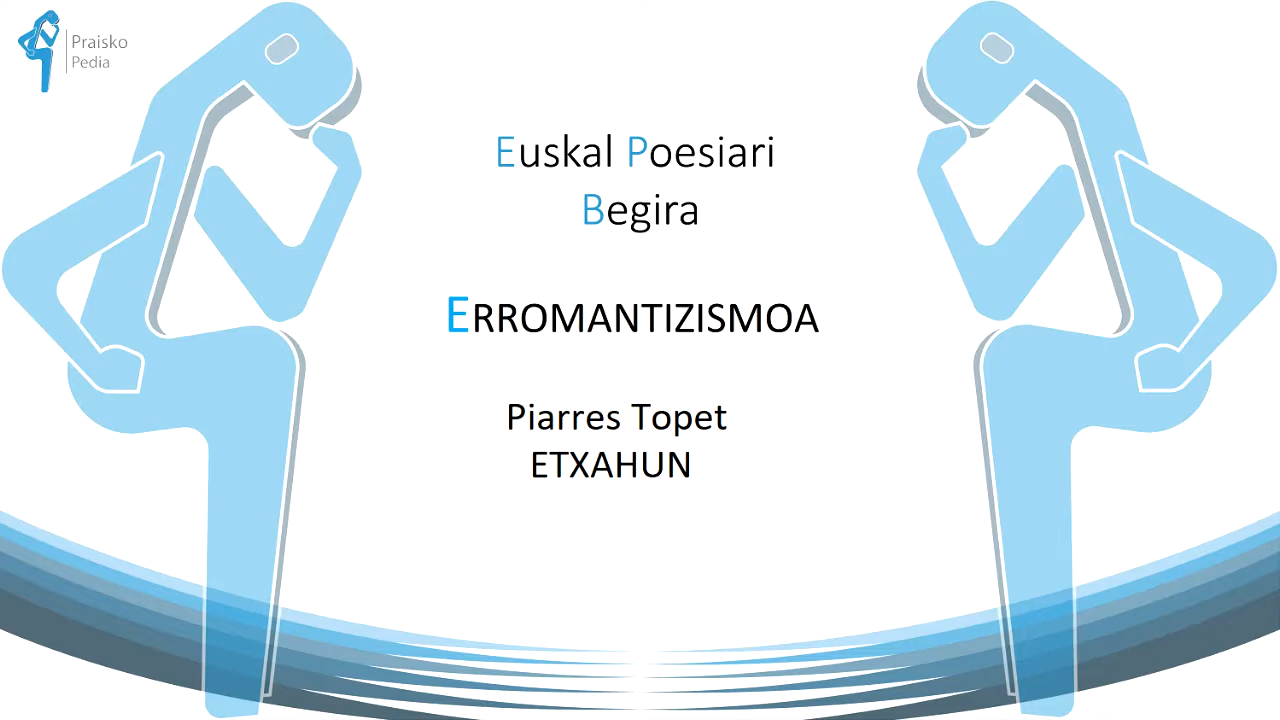 Praisko
Pedia
Euskal Poesiari
Begira
ERROMANTIZISMOA
Piarres Topet
ETXAHUN